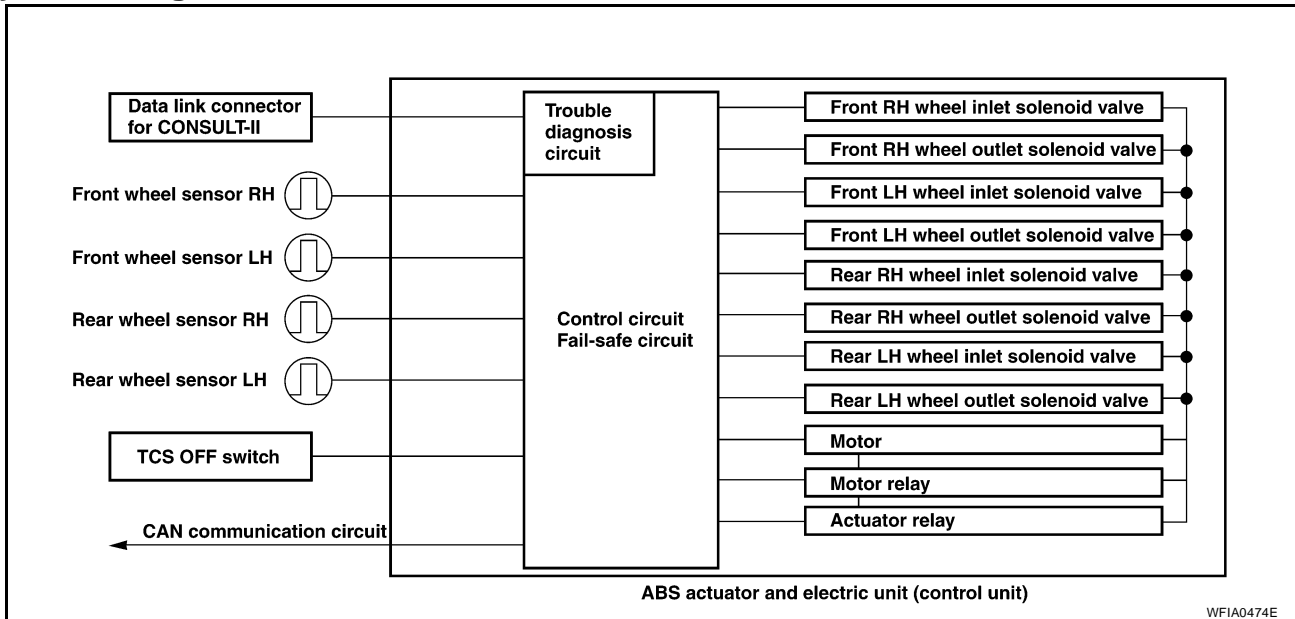 Data link connector
for CONSULT-II
Front wheel sensor RH
Front wheel sensor LH
Rear wheel sensor RH
Rear wheel sensor LH
TCS OFF switch
CAN communication circuit
Trouble
diagnosis
circuit
Control circuit
Fail-safe circuit
Front RH wheel inlet solenoid valve
Front RH wheel outlet solenoid valve
Front LH wheel inlet solenoid valve
Front LH wheel outlet solenoid valve
Rear RH wheel inlet solenoid valve
Rear RH wheel outlet solenoid valve
Rear LH wheel inlet solenoid valve
Rear LH wheel outlet solenoid valve
Motor
Motor relay
Actuator relay
ABS actuator and electric unit (control unit)
WFIA0474E